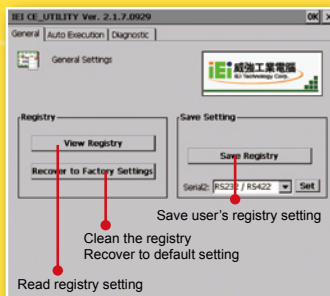 IEI CE_UTILITY Ver. 2.1.7.0929
OK
General
Auto Execution
Diagnostic
General Settings
iEi 威強工業電腦
IEI Technology Corp.
Registry
View Registry
Recover to Factory Settings
Save Setting
Save Registry
Serial2: RS232 / RS422
Set
Save user's registry setting
Clean the registry
Recover to default setting
Read registry setting